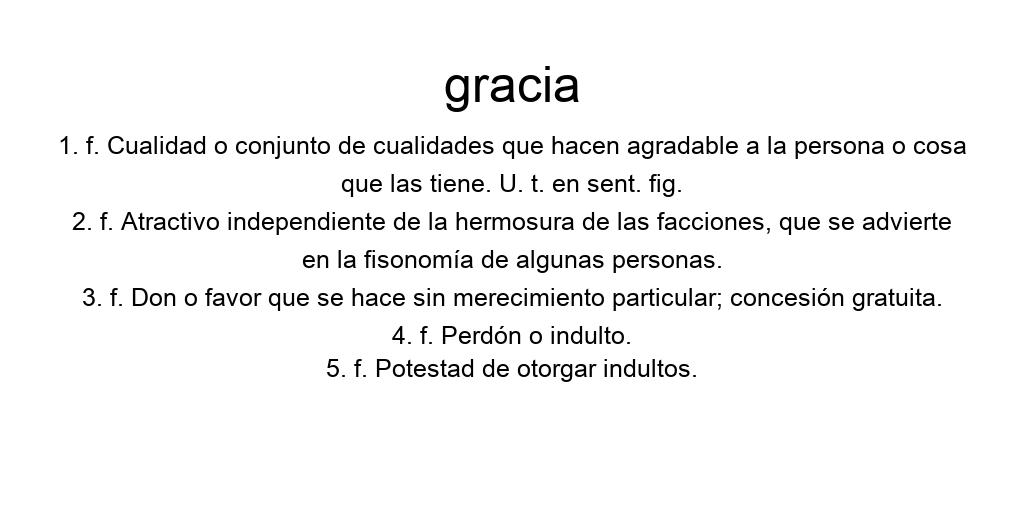 gracia
1. f. Cualidad o conjunto de cualidades que hacen agradable a la persona o cosa
que las tiene. U. t. en sent. fig.
2. f. Atractivo independiente de la hermosura de las facciones, que se advierte
en la fisonomía de algunas personas.
3. f. Don o favor que se hace sin merecimiento particular; concesión gratuita.
4. f. Perdón o indulto.
5. f. Potestad de otorgar indultos.